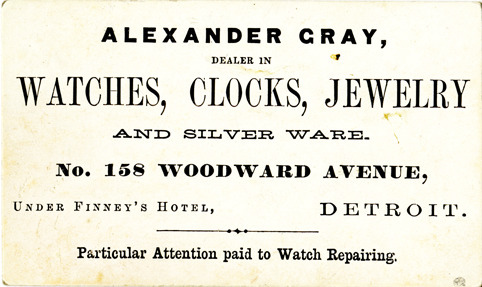 ALEXANDER GRAY,
DEALER IN
WATCHES, CLOCKS, JEWELRY
AND SILVER WARE.
No. 158 WOODWARD AVENUE,
UNDER FINNEY'S HOTEL, DETROIT.
Particular Attention paid to Watch Repairing.